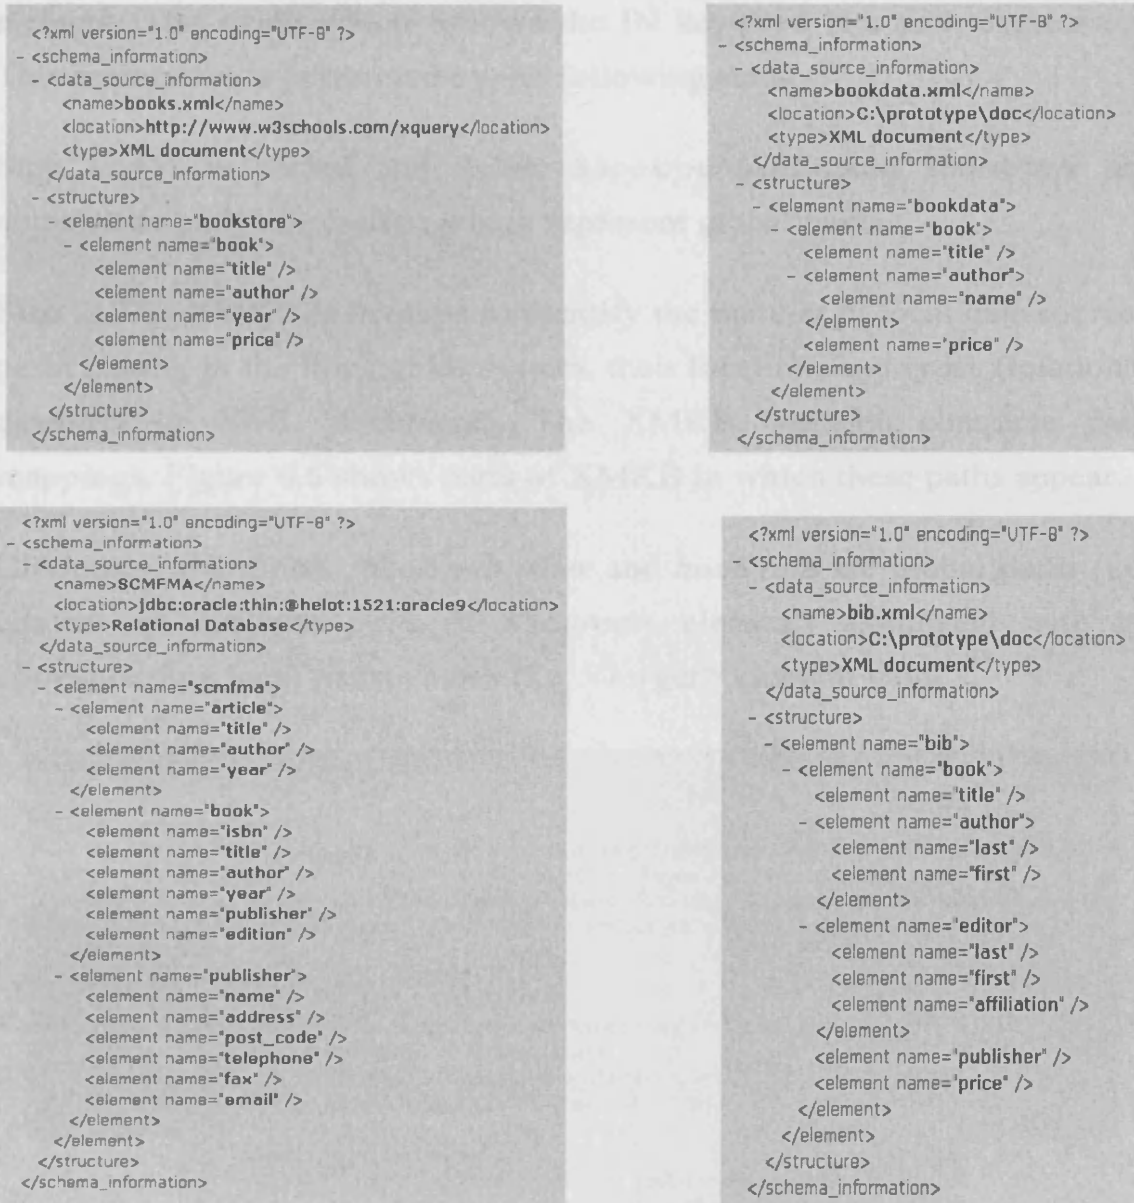 <?xml version="1.0" encoding="UTF-8" ?>
- <schema_information>
- <data_source_information>
<name>books.xml</name>
<location>http://www.w3schools.com/xquery</location>
<type>XML document</type>
</data_source_information>
- <structure>
- <element name="bookstore">
- <element name="book">
<element name="title" />
<element name="author" />
<element name="year" />
<element name="price" />
</element>
</element>
</structure>
</schema_information>
<?xml version="1.0" encoding="UTF-8" ?>
- <schema_information>
- <data_source_information>
<name>bookdata.xml</name>
<location>C:\prototype\doc</location>
<type>XML document</type>
</data_source_information>
- <structure>
- <element name="bookdata">
- <element name="book">
<element name="title" />
- <element name="author">
<element name="name" />
</element>
<element name="price" />
</element>
</element>
</structure>
</schema_information>
<?xml version="1.0" encoding="UTF-8" ?>
- <schema_information>
- <data_source_information>
<name>SCMFMA</name>
<location>jdbc:oracle:thin:@helot:1521:oracle9</location>
<type>Relational Database</type>
</data_source_information>
- <structure>
- <element name="scmfma">
- <element name="article">
<element name="title" />
<element name="author" />
<element name="year" />
</element>
- <element name="book">
<element name="isbn" />
<element name="title" />
<element name="author" />
<element name="year" />
<element name="publisher" />
<element name="edition" />
</element>
- <element name="publisher">
<element name="name" />
<element name="address" />
<element name="post_code" />
<element name="telephone" />
<element name="fax" />
<element name="email" />
</element>
</element>
</structure>
</schema_information>
<?xml version="1.0" encoding="UTF-8" ?>
- <schema_information>
- <data_source_information>
<name>bib.xml</name>
<location>C:\prototype\doc</location>
<type>XML document</type>
</data_source_information>
- <structure>
- <element name="bib">
- <element name="book">
<element name="title" />
- <element name="author">
<element name="last" />
<element name="first" />
</element>
- <element name="editor">
<element name="last" />
<element name="first" />
<element name="affiliation" />
</element>
<element name="publisher" />
<element name="price" />
</element>
</element>
</structure>
</schema_information>